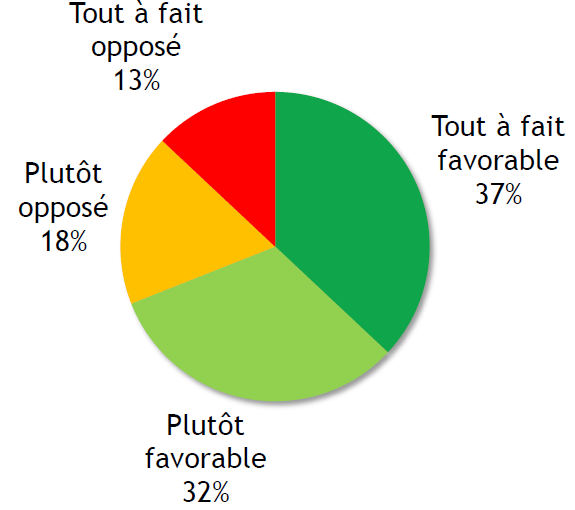 Tout à fait
opposé
13%
Tout à fait
favorable
37%
Plutôt
opposé
18%
Plutôt
favorable
32%